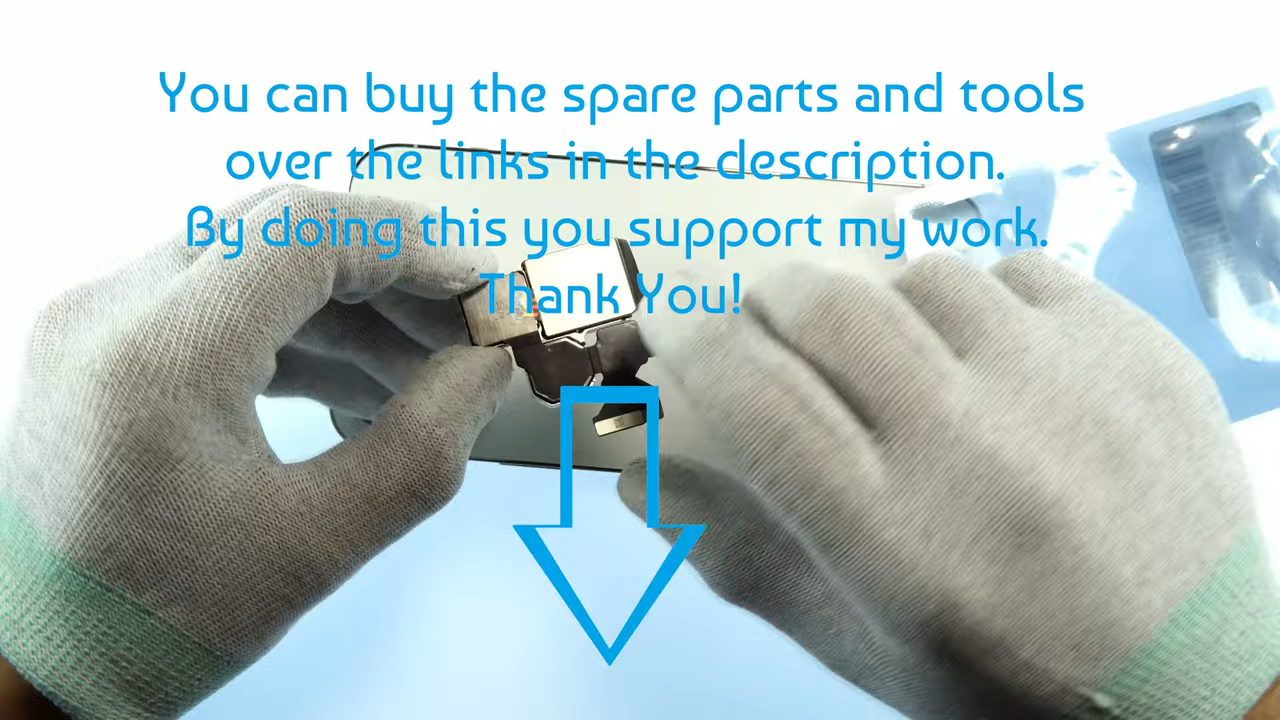 You can buy the spare parts and tools
over the links in the description.
By doing this you support my work.
Thank You!